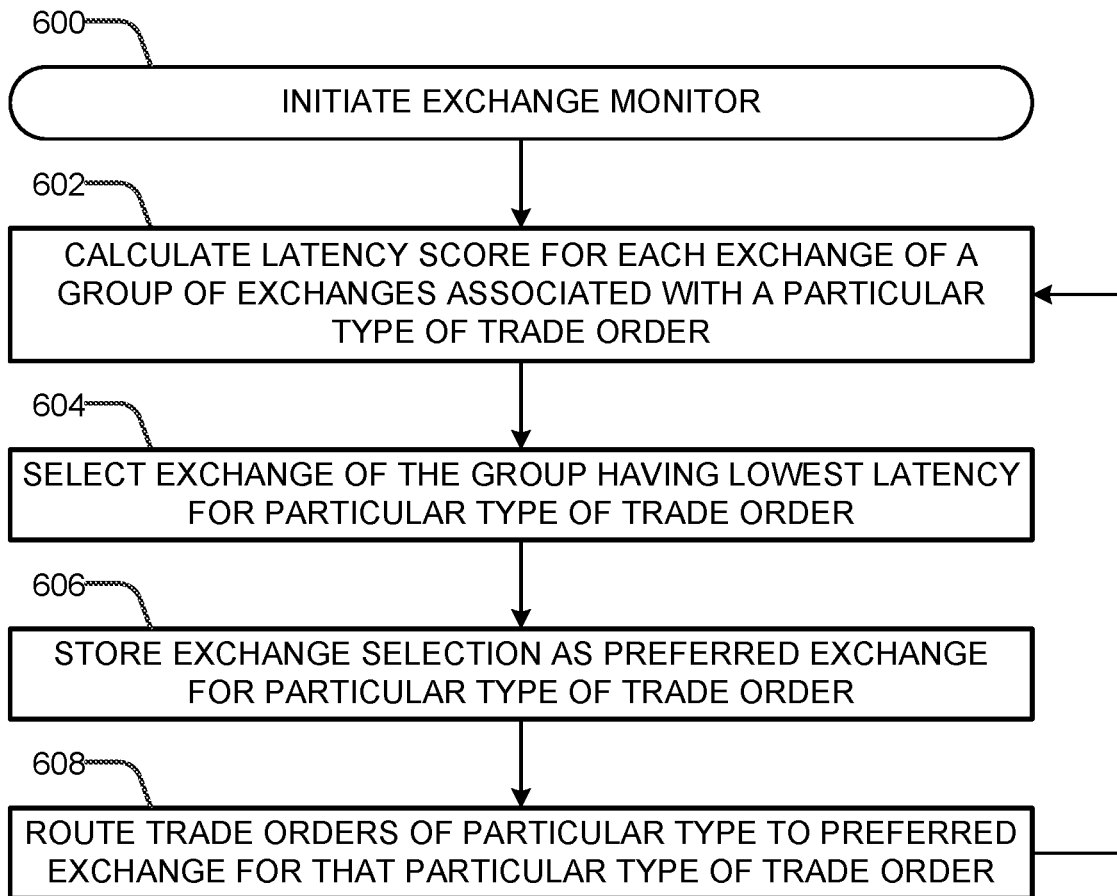 600
INITIATE EXCHANGE MONITOR
602
CALCULATE LATENCY SCORE FOR EACH EXCHANGE OF A
GROUP OF EXCHANGES ASSOCIATED WITH A PARTICULAR
TYPE OF TRADE ORDER
604
SELECT EXCHANGE OF THE GROUP HAVING LOWEST LATENCY
FOR PARTICULAR TYPE OF TRADE ORDER
606
STORE EXCHANGE SELECTION AS PREFERRED EXCHANGE
FOR PARTICULAR TYPE OF TRADE ORDER
608
ROUTE TRADE ORDERS OF PARTICULAR TYPE TO PREFERRED
EXCHANGE FOR THAT PARTICULAR TYPE OF TRADE ORDER